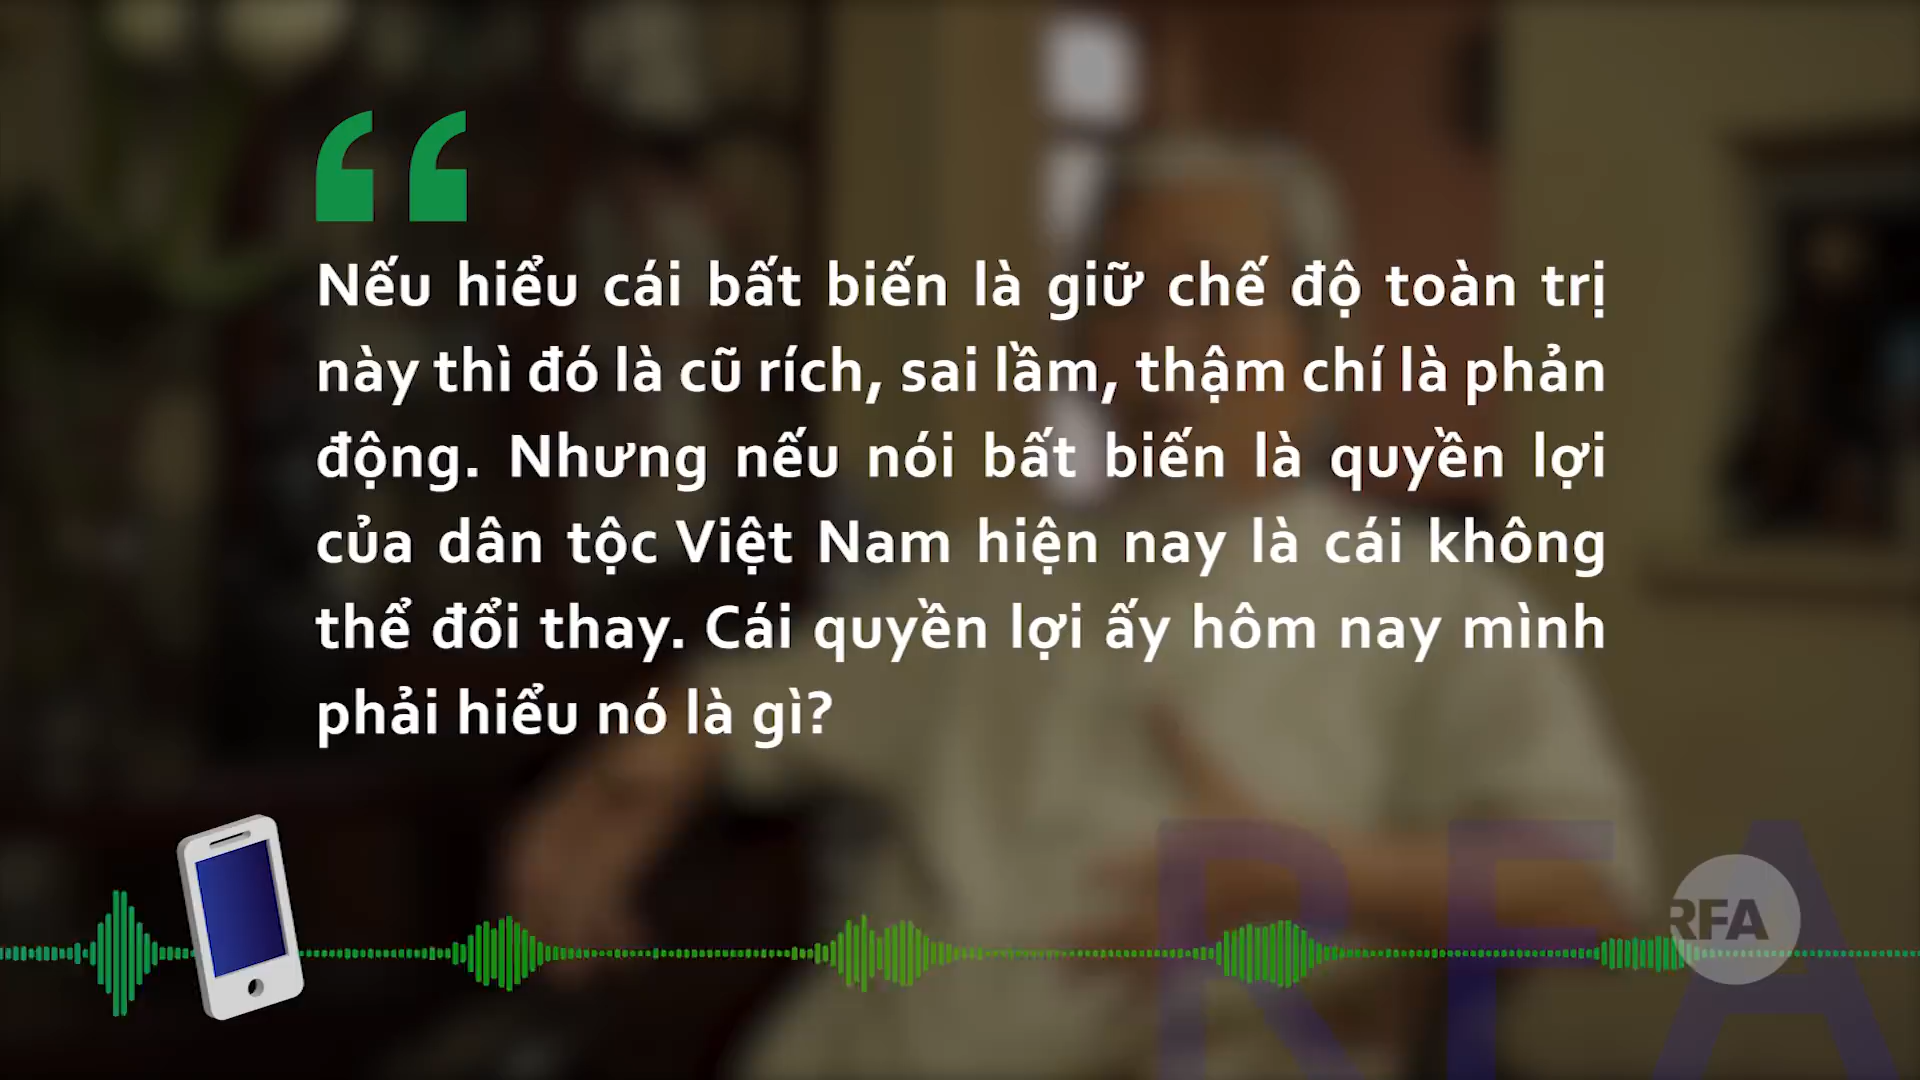 Nếu hiểu cái bất biến là giữ chế độ toàn trị
này thì đó là cũ rích, sai lầm, thậm chí là phản
động. Nhưng nếu nói bất biến là quyền lợi
của dân tộc Việt Nam hiện nay là cái không
thể đổi thay. Cái quyền lợi ấy hôm nay mình
phải hiểu nó là gì?
RFA
RFA